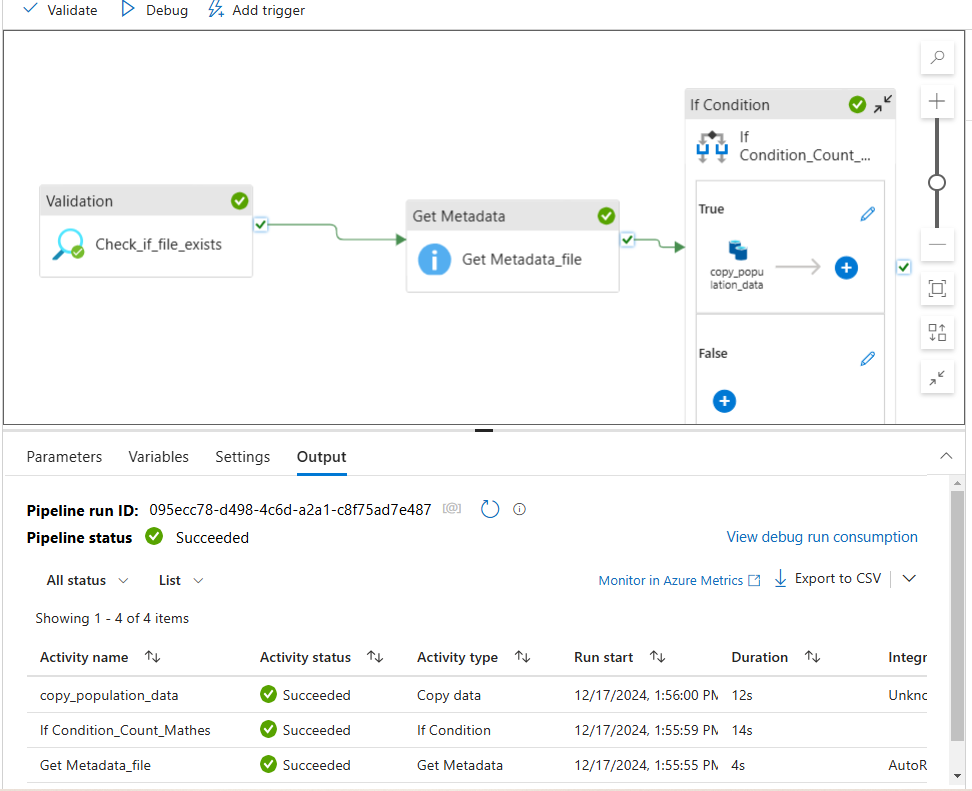 Validate Debug Add trigger
If Condition
If
Condition_Count_...
Validation
Check_if_file_exists
Get Metadata
Get Metadata_file
True
copy_popu
lation_data
False
Parameters Variables Settings Output
Pipeline run ID: 095ecc78-d498-4c6d-a2a1-c8f75ad7e487 [@]
Pipeline status Succeeded
View debug run consumption
All status List
Monitor in Azure Metrics Export to CSV
Showing 1 - 4 of 4 items
Activity name Activity status Activity type Run start Duration Integr
copy_population_data Succeeded Copy data 12/17/2024, 1:56:00 PM 12s Unkno
If Condition_Count_Mathes Succeeded If Condition 12/17/2024, 1:55:59 PM 14s
Get Metadata_file Succeeded Get Metadata 12/17/2024, 1:55:55 PM 4s AutoR